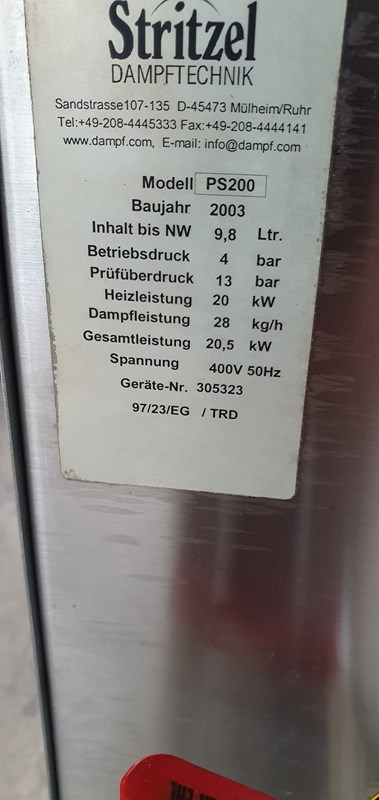 Stritzel
DAMPFTECHNIK
Sandstrasse107-135 D-45473 Mülheim/Ruhr
Tel:+49-208-4445333 Fax:+49-208-4444141
www.dampf.com, E-mail: info@dampf.com
Modell PS200
Baujahr 2003
Inhalt bis NW 9,8 Ltr.
Betriebsdruck 4 bar
Prüfüberdruck 13 bar
Heizleistung 20 kW
Dampfleistung 28 kg/h
Gesamtleistung 20,5 kW
Spannung 400V 50Hz
Geräte-Nr. 305323
97/23/EG / TRD